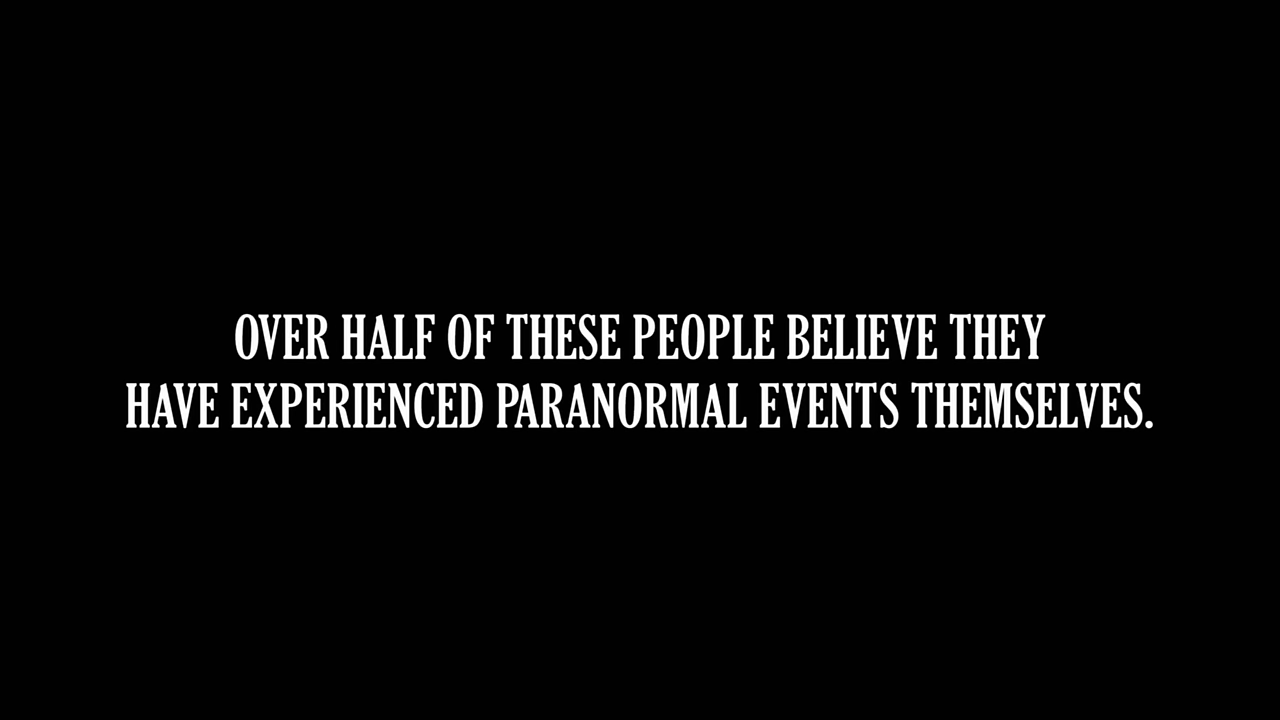 OVER HALF OF THESE PEOPLE BELIEVE THEY
HAVE EXPERIENCED PARANORMAL EVENTS THEMSELVES.